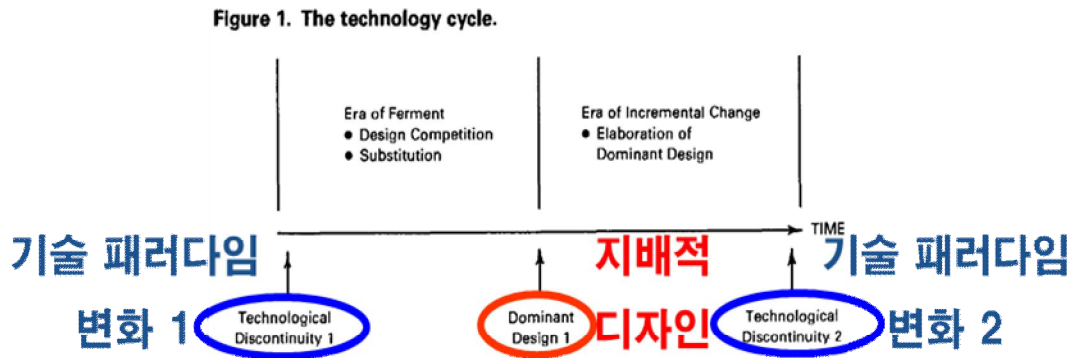 Figure 1. The technology cycle.
Era of Ferment
• Design Competition
• Substitution
Era of Incremental Change
• Elaboration of
Dominant Design
TIME
기술 패러다임
변화 1
Technological
Discontinuity 1
Dominant
Design 1
지배적
디자인
Technological
Discontinuity 2
기술 패러다임
변화 2